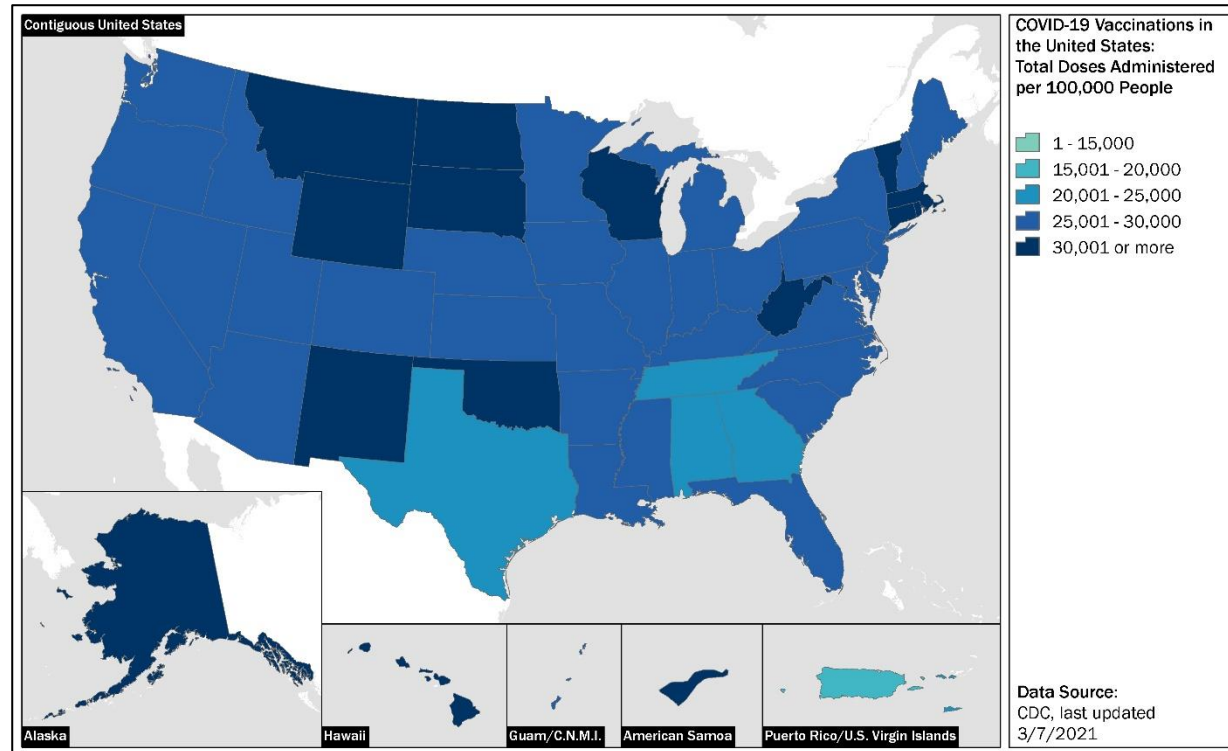 Contiguous United States
COVID-19 Vaccinations in
the United States:
Total Doses Administered
per 100,000 People
1 - 15,000
15,001 - 20,000
20,001 - 25,000
25,001 - 30,000
30,001 or more
Alaska
Hawaii
Guam/C.N.M.I.
American Samoa
Puerto Rico/U.S. Virgin Islands
Data Source:
CDC, last updated
3/7/2021